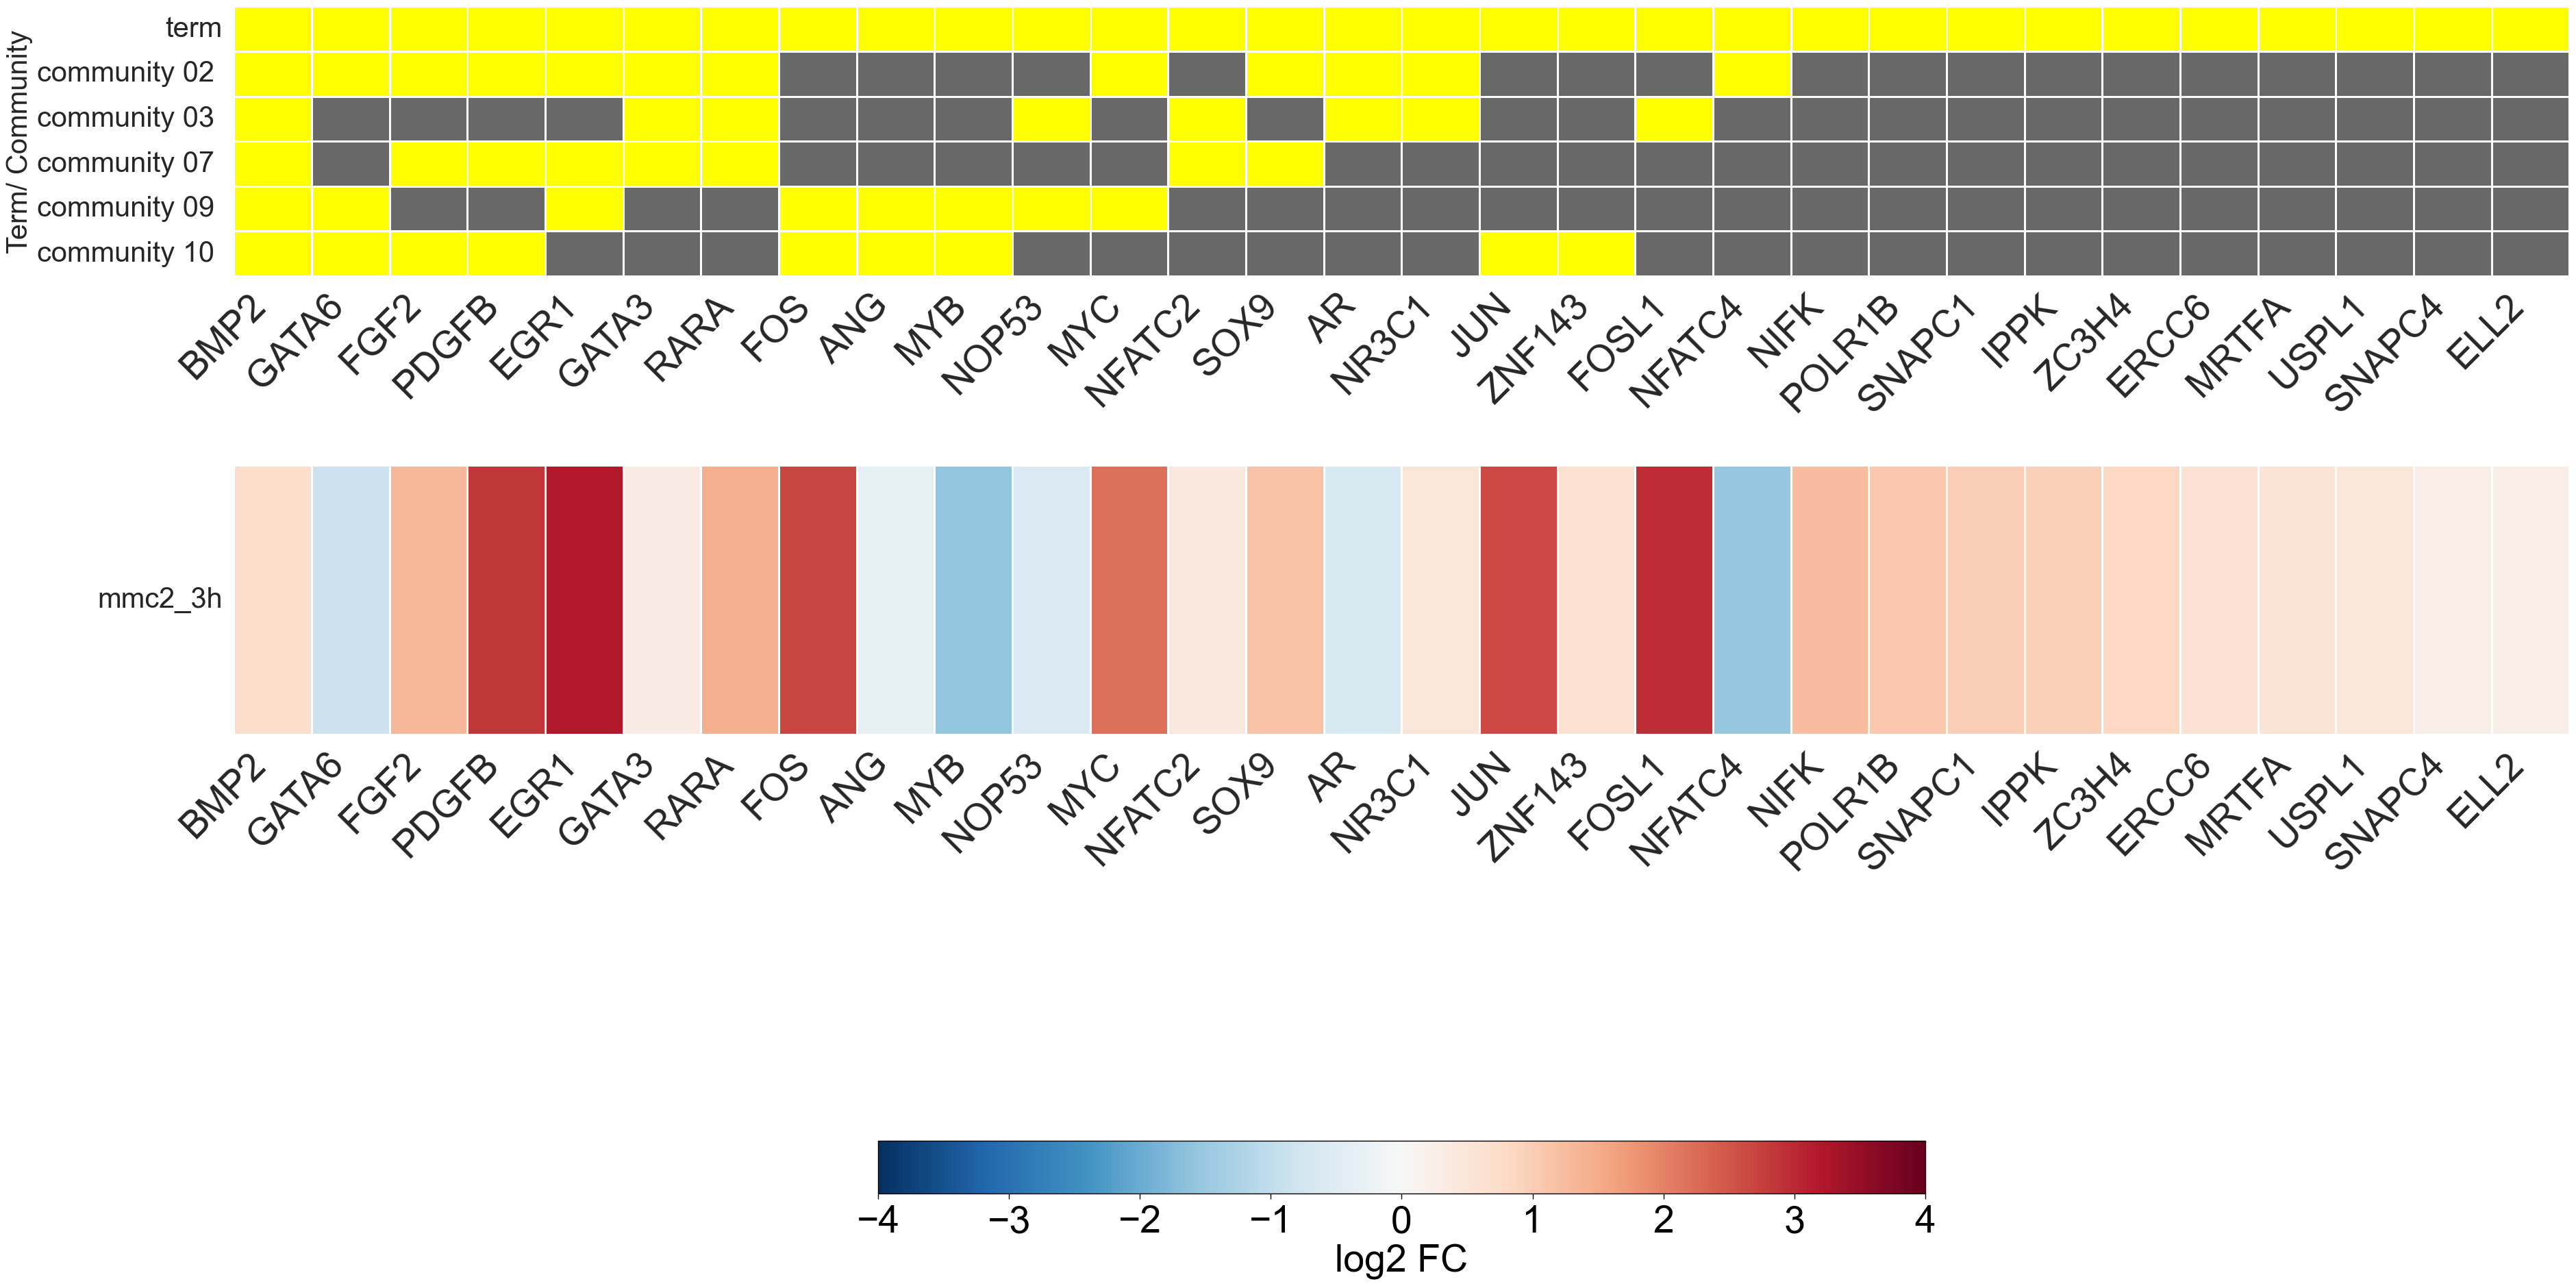 Term/ Community
term
community 02
community 03
community 07
community 09
community 10
BMP2 GATA6 FGF2 PDGFB EGR1 GATA3 RARA FOS ANG MYB NOP53 MYC NFATC2 SOX9 AR NR3C1 JUN ZNF143 FOSL1 NFATC4 NIFK POLR1B SNAPC1 IPPK ZC3H4 ERCC6 MRTFA USPL1 SNAPC4 ELL2
mmc2_3h
BMP2 GATA6 FGF2 PDGFB EGR1 GATA3 RARA FOS ANG MYB NOP53 MYC NFATC2 SOX9 AR NR3C1 JUN ZNF143 FOSL1 NFATC4 NIFK POLR1B SNAPC1 IPPK ZC3H4 ERCC6 MRTFA USPL1 SNAPC4 ELL2
−4 −3 −2 −1 0 1 2 3 4
log2 FC